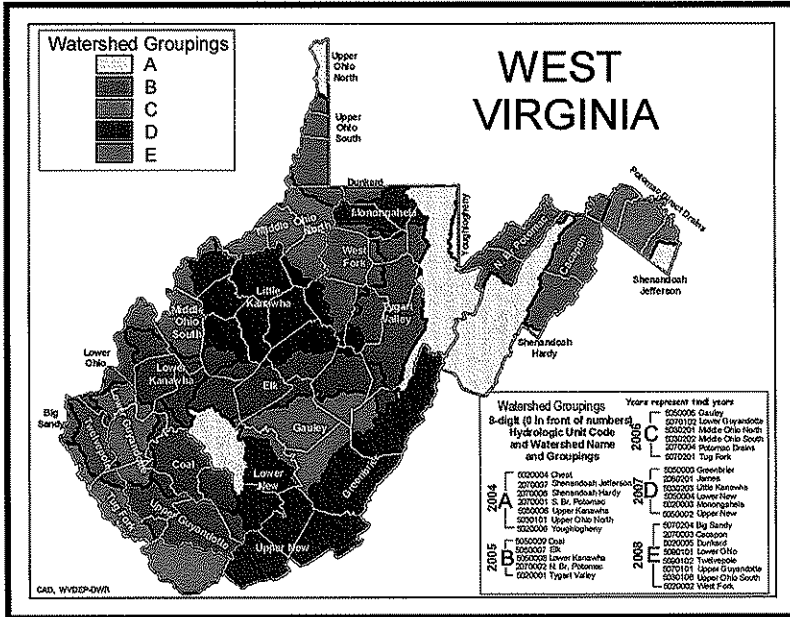 WEST
VIRGINIA
Watershed Groupings
A
B
C
D
E
Upper
Ohio
North
Upper
Ohio
South
Dunkard
Monongahela
Youghiogheny
Middle Ohio
North
West
Fork
N. Br. Potomac
Cacapon
Potomac Direct Drains
Shenandoah
Jefferson
Little
Kanawha
Tygart
Valley
Middle
Ohio
South
Shenandoah
Hardy
Lower
Ohio
Lower
Kanawha
Elk
Big
Sandy
Lower Guyandotte
Twelvepole
Gauley
Coal
Greenbrier
Lower
New
Tug Fork
Upper Guyandotte
Upper New
Watershed Groupings
8-digit (0 in front of numbers)
Hydrologic Unit Code
and Watershed Name
and Groupings
2004
A
5020004 Cheat
2070007 Shenandoah Jefferson
2070006 Shenandoah Hardy
2070001 S. Br. Potomac
5050006 Upper Kanawha
5030101 Upper Ohio North
5020006 Youghiogheny
2005
B
5050009 Coal
5050007 Elk
5050008 Lower Kanawha
2070002 N. Br. Potomac
5020001 Tygart Valley
Years represent tmdl years
2006
C
5050005 Gauley
5070102 Lower Guyandotte
5030201 Middle Ohio North
5030202 Middle Ohio South
2070004 Potomac Drains
5070201 Tug Fork
2007
D
5050003 Greenbrier
2080201 James
5030203 Little Kanawha
5050004 Lower New
5020003 Monongahela
5050002 Upper New
2008
E
5070204 Big Sandy
2070003 Cacapon
5020005 Dunkard
5090101 Lower Ohio
5090102 Twelvepole
5070101 Upper Guyandotte
5030106 Upper Ohio South
5020002 West Fork
CAD, WVDEP-DWR